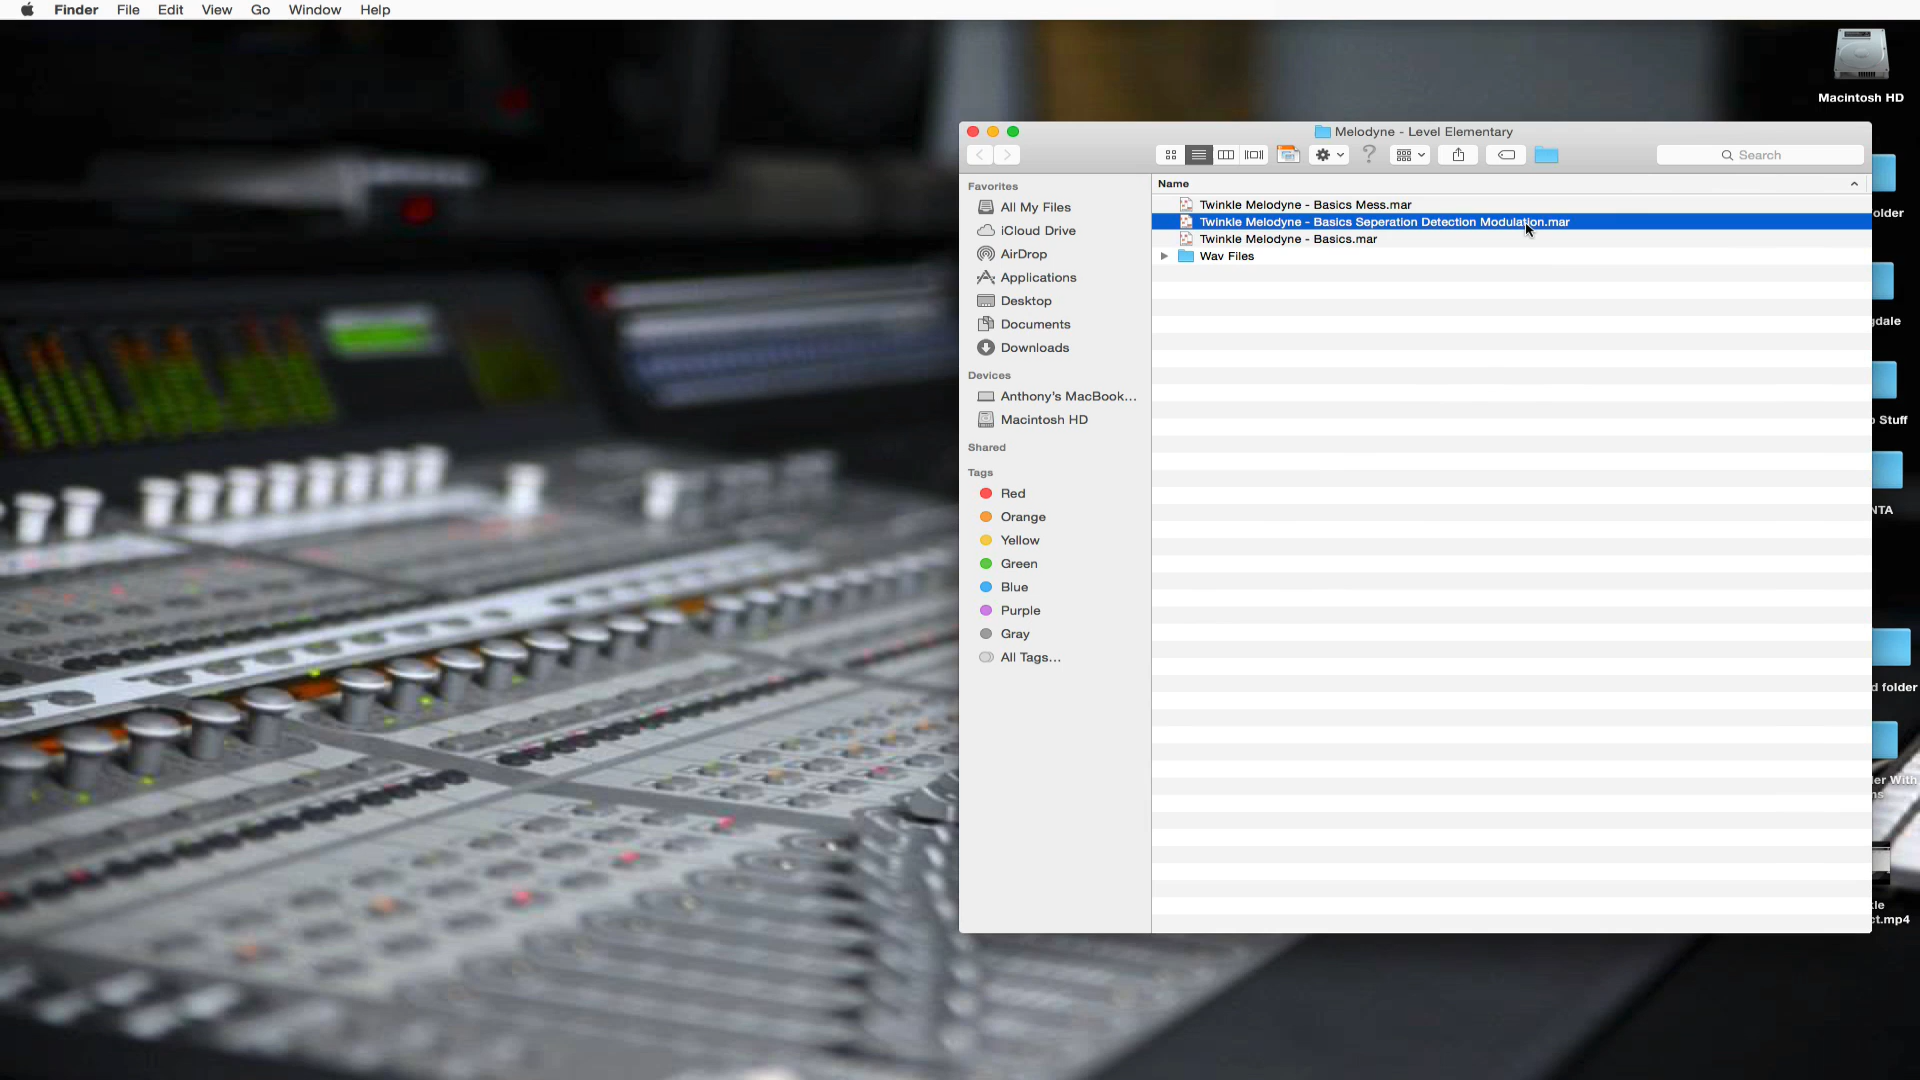 Finder File Edit View Go Window Help
Macintosh HD
Melodyne - Level Elementary
Search
Favorites
All My Files
iCloud Drive
AirDrop
Applications
Desktop
Documents
Downloads
Devices
Anthony's MacBook...
Macintosh HD
Shared
Tags
Red
Orange
Yellow
Green
Blue
Purple
Gray
All Tags...
Name
Twinkle Melodyne - Basics Mess.mar
Twinkle Melodyne - Basics Seperation Detection Modulation.mar
Twinkle Melodyne - Basics.mar
Wav Files
older
dale
Stuff
NTA
d folder
er With
ns
kle
ct.mp4